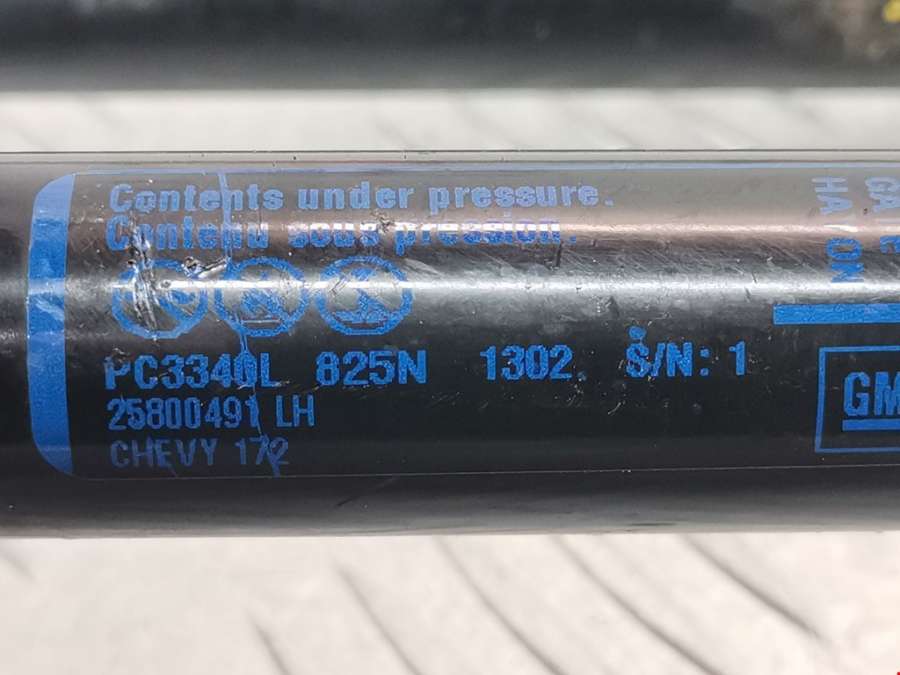 Contents under pressure.
Contenu sous pression.
PC3340L 825N 1302 S/N: 1
25800491 LH
CHEVY 172
GM